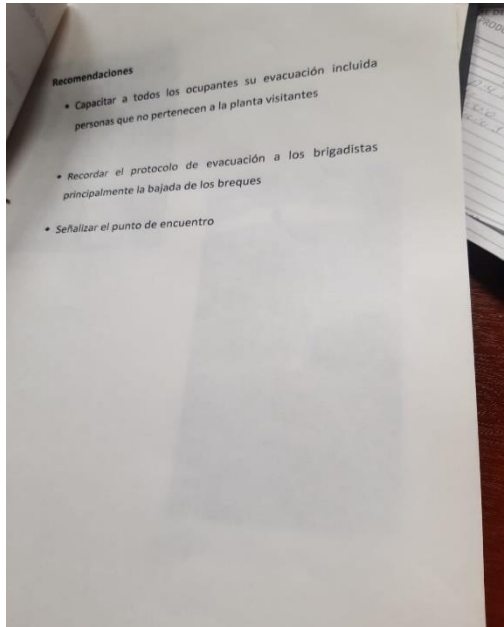 Recomendaciones
• Capacitar a todos los ocupantes su evacuación incluida
personas que no pertenecen a la planta visitantes
• Recordar el protocolo de evacuación a los brigadistas
principalmente la bajada de los breques
• Señalizar el punto de encuentro